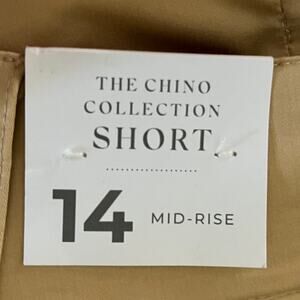 THE CHINO
COLLECTION
SHORT
14 MID-RISE